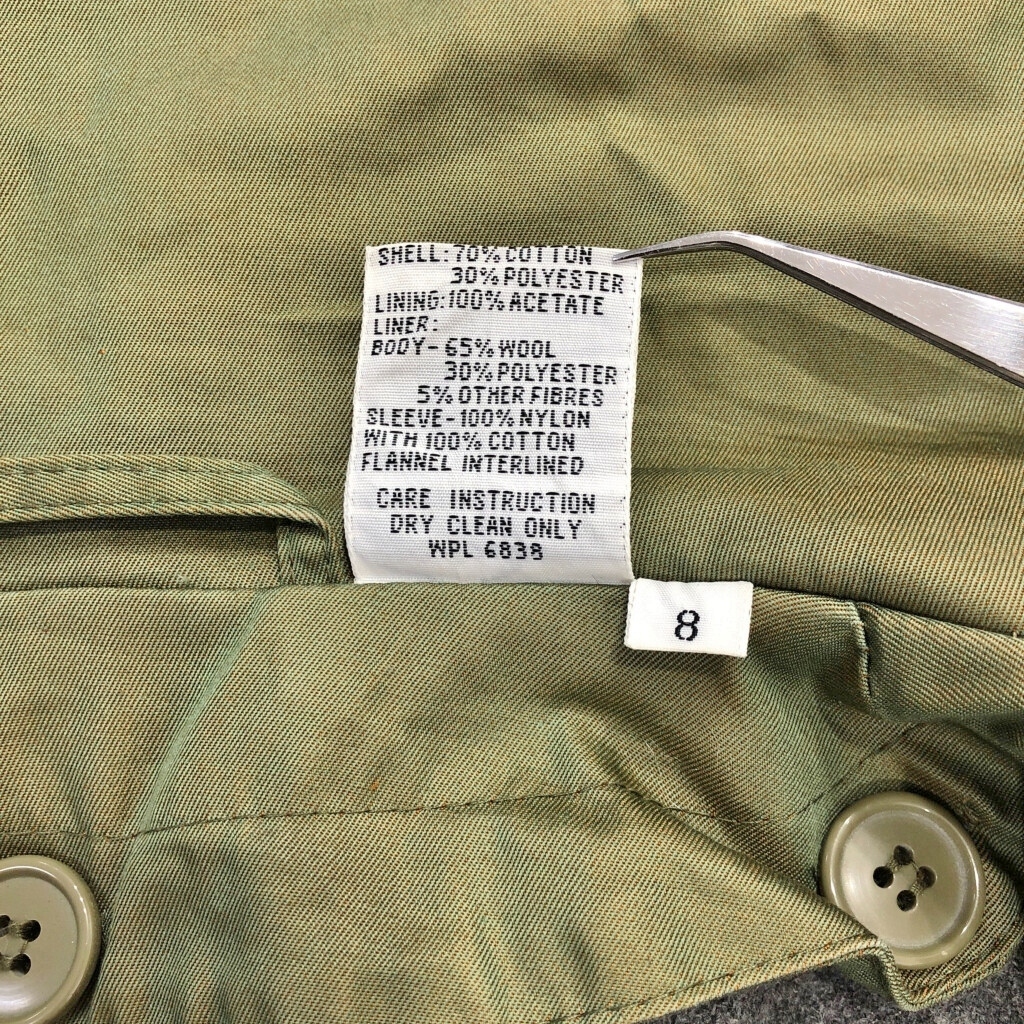 SHELL: 70% COTTON
30% POLYESTER
LINING: 100% ACETATE
LINER:
BODY- 65% WOOL
30% POLYESTER
5% OTHER FIBRES
SLEEVE-100% NYLON
WITH 100% COTTON
FLANNEL INTERLINED
CARE INSTRUCTION
DRY CLEAN ONLY
WPL 6838
8